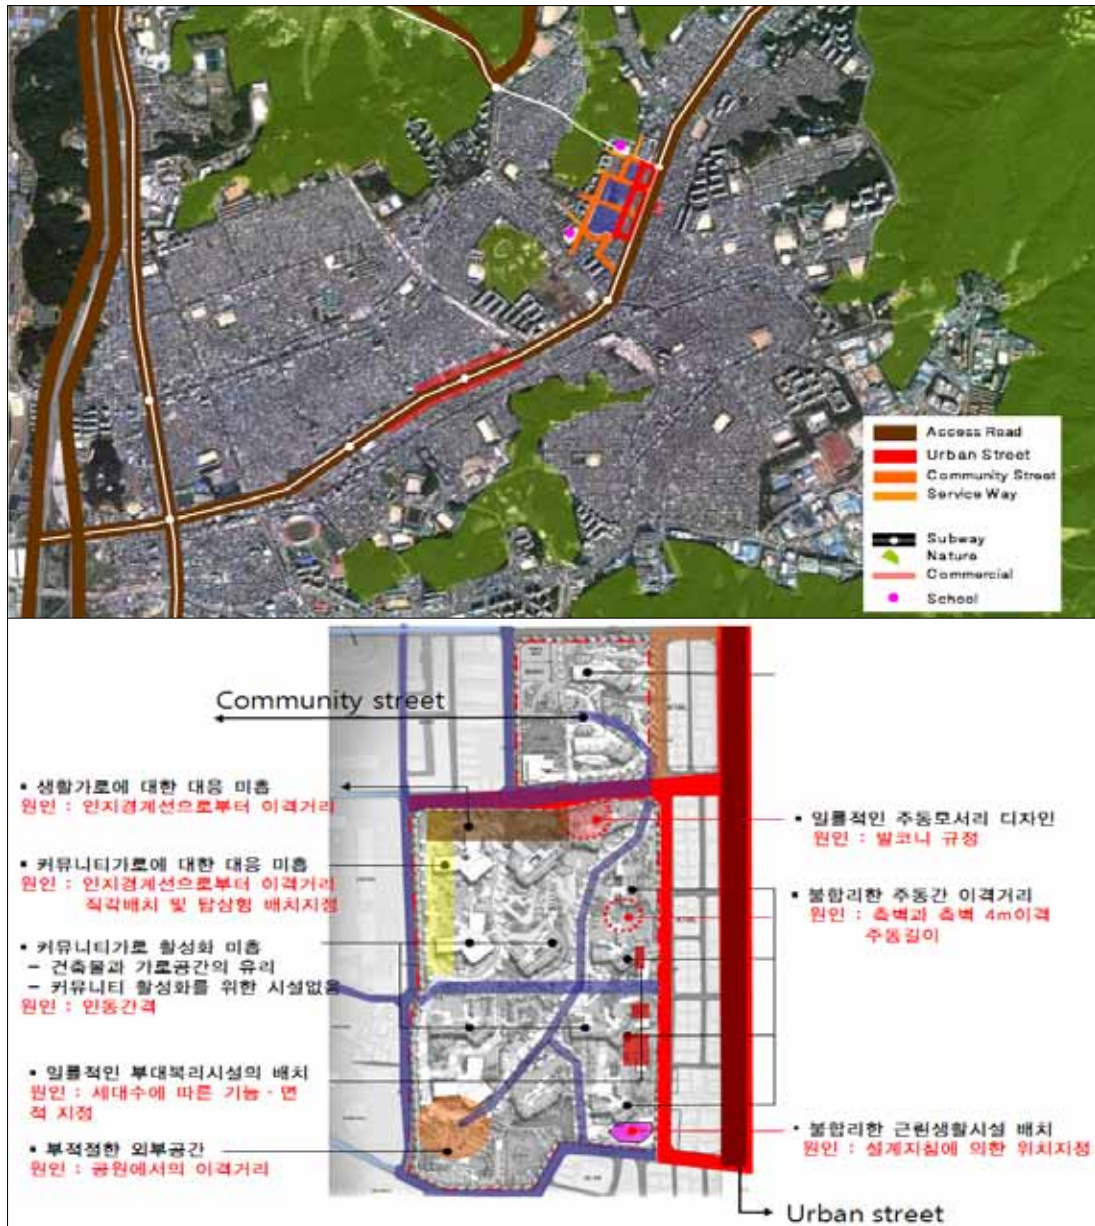 Access Road
Urban Street
Community Street
Service Way
Subway
Nature
Commercial
School
Community street
▪ 생활가로에 대한 대응 미흡
원인 : 인지경계선으로부터 이격거리
▪ 커뮤니티가로에 대한 대응 미흡
원인 : 인지경계선으로부터 이격거리
직각배치 및 탑상형 배치지정
▪ 커뮤니티가로 활성화 미흡
– 건축물과 가로공간의 유리
– 커뮤니티 활성화를 위한 시설없음
원인 : 인동간격
▪ 일률적인 부대복리시설의 배치
원인 : 세대수에 따른 기능·면
적 지정
▪ 부적절한 외부공간
원인 : 공원에서의 이격거리
▪ 일률적인 주동모서리 디자인
원인 : 발코니 규정
▪ 불합리한 주동간 이격거리
원인 : 측벽과 측벽 4m이격
주동길이
▪ 불합리한 근린생활시설 배치
원인 : 설계지침에 의한 위치지정
Urban street